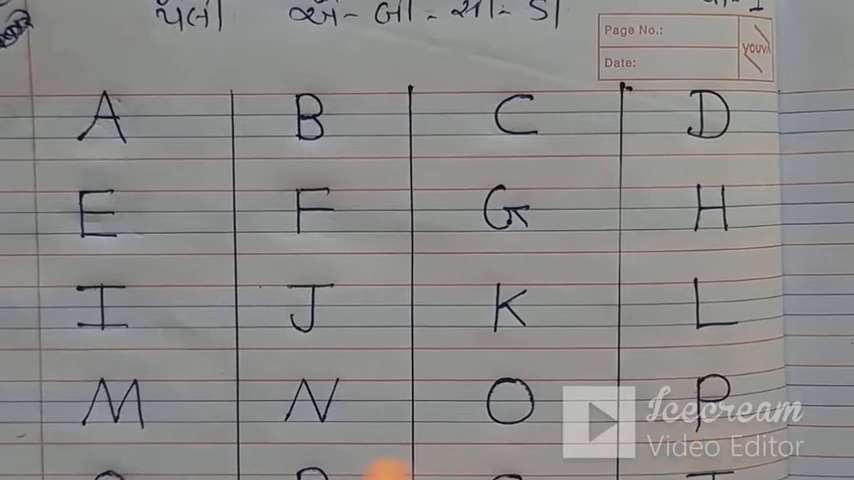 એ - બી - સી - ડી
Page No.:
YOUVA
Date:
A B C D
E F G H
I J K L
M N O P
Icecream
Video Editor